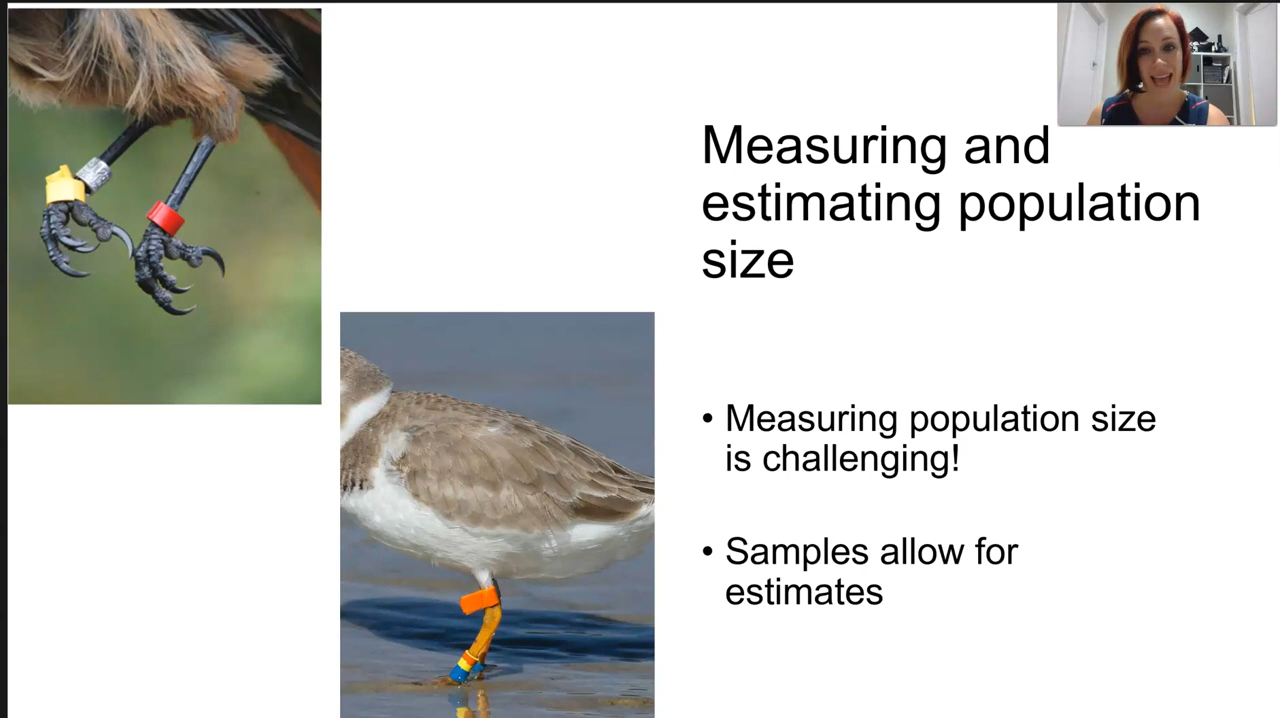 Measuring and
estimating population
size
• Measuring population size
is challenging!
• Samples allow for
estimates